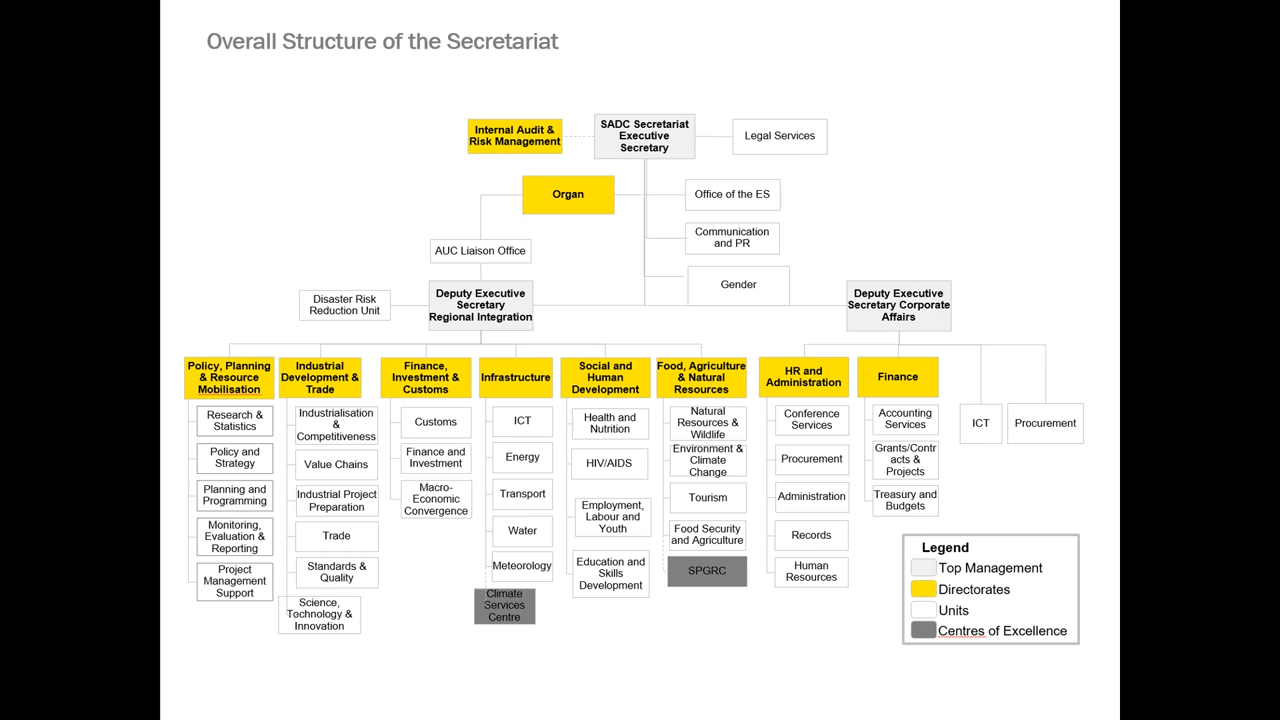 Overall Structure of the Secretariat
Internal Audit &
Risk Management
SADC Secretariat
Executive
Secretary
Legal Services
Organ
Office of the ES
Communication
and PR
AUC Liaison Office
Gender
Disaster Risk
Reduction Unit
Deputy Executive
Secretary
Regional Integration
Deputy Executive
Secretary Corporate
Affairs
Policy, Planning
& Resource
Mobilisation
Industrial
Development &
Trade
Finance,
Investment &
Customs
Infrastructure
Social and
Human
Development
Food, Agriculture
& Natural
Resources
HR and
Administration
Finance
Research &
Statistics
Policy and
Strategy
Planning and
Programming
Monitoring,
Evaluation &
Reporting
Project
Management
Support
Industrialisation
&
Competitiveness
Value Chains
Industrial Project
Preparation
Trade
Standards &
Quality
Science,
Technology &
Innovation
Customs
Finance and
Investment
Macro-
Economic
Convergence
ICT
Energy
Transport
Water
Meteorology
Climate
Services
Centre
Health and
Nutrition
HIV/AIDS
Employment,
Labour and
Youth
Education and
Skills
Development
Natural
Resources &
Wildlife
Environment &
Climate
Change
Tourism
Food Security
and Agriculture
SPGRC
Conference
Services
Procurement
Administration
Records
Human
Resources
Accounting
Services
Grants/Contr
acts &
Projects
Treasury and
Budgets
ICT
Procurement
Legend
Top Management
Directorates
Units
Centres of Excellence